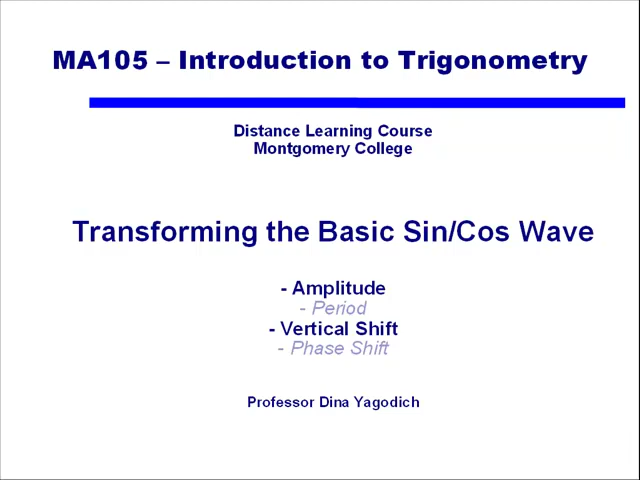 MA105 – Introduction to Trigonometry
Distance Learning Course
Montgomery College
Transforming the Basic Sin/Cos Wave
- Amplitude
- Period
- Vertical Shift
- Phase Shift
Professor Dina Yagodich